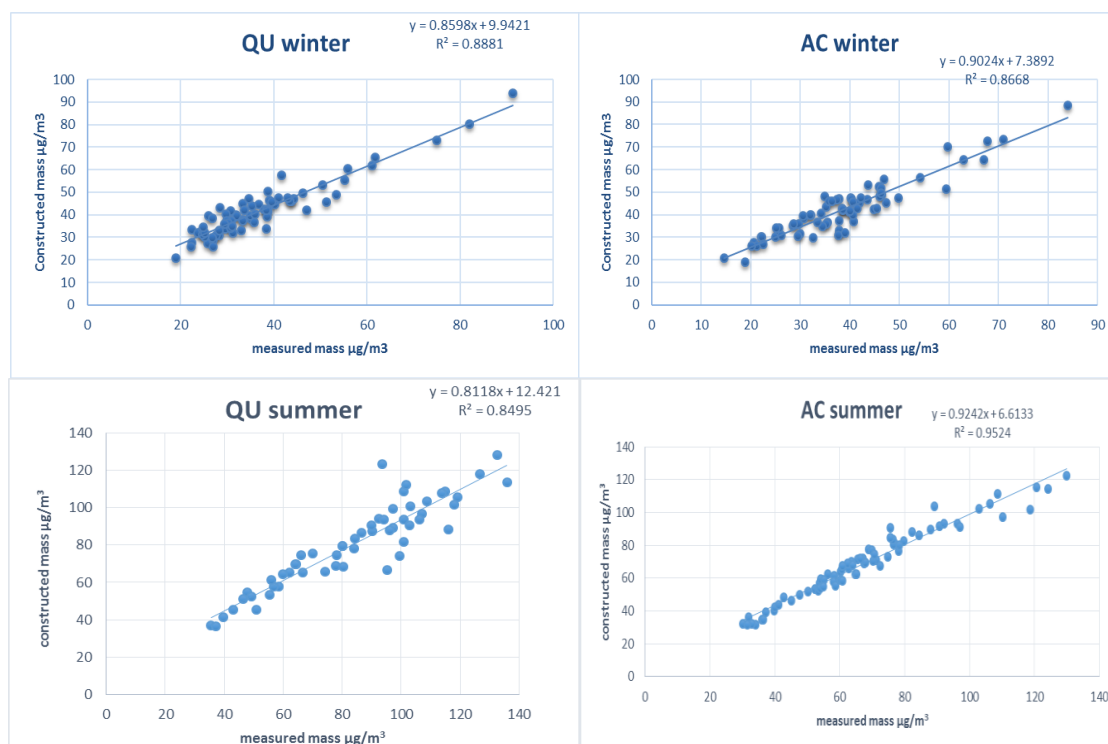 QU winter
y = 0.8598x + 9.9421
R² = 0.8881
Constructed mass µg/m3
100
90
80
70
60
50
40
30
20
10
0
0 20 40 60 80 100
measured mass µg/m3
AC winter
y = 0.9024x + 7.3892
R² = 0.8668
Constructed mass µg/m3
100
90
80
70
60
50
40
30
20
10
0
0 10 20 30 40 50 60 70 80 90
measured mass µg/m3
QU summer
y = 0.8118x + 12.421
R² = 0.8495
constructed mass µg/m³
140
120
100
80
60
40
20
0
0 20 40 60 80 100 120 140
measured mass µg/m³
AC summer
y = 0.9242x + 6.6133
R² = 0.9524
constructed mass µg/m³
140
120
100
80
60
40
20
0
0 20 40 60 80 100 120 140
measured mass µg/m³